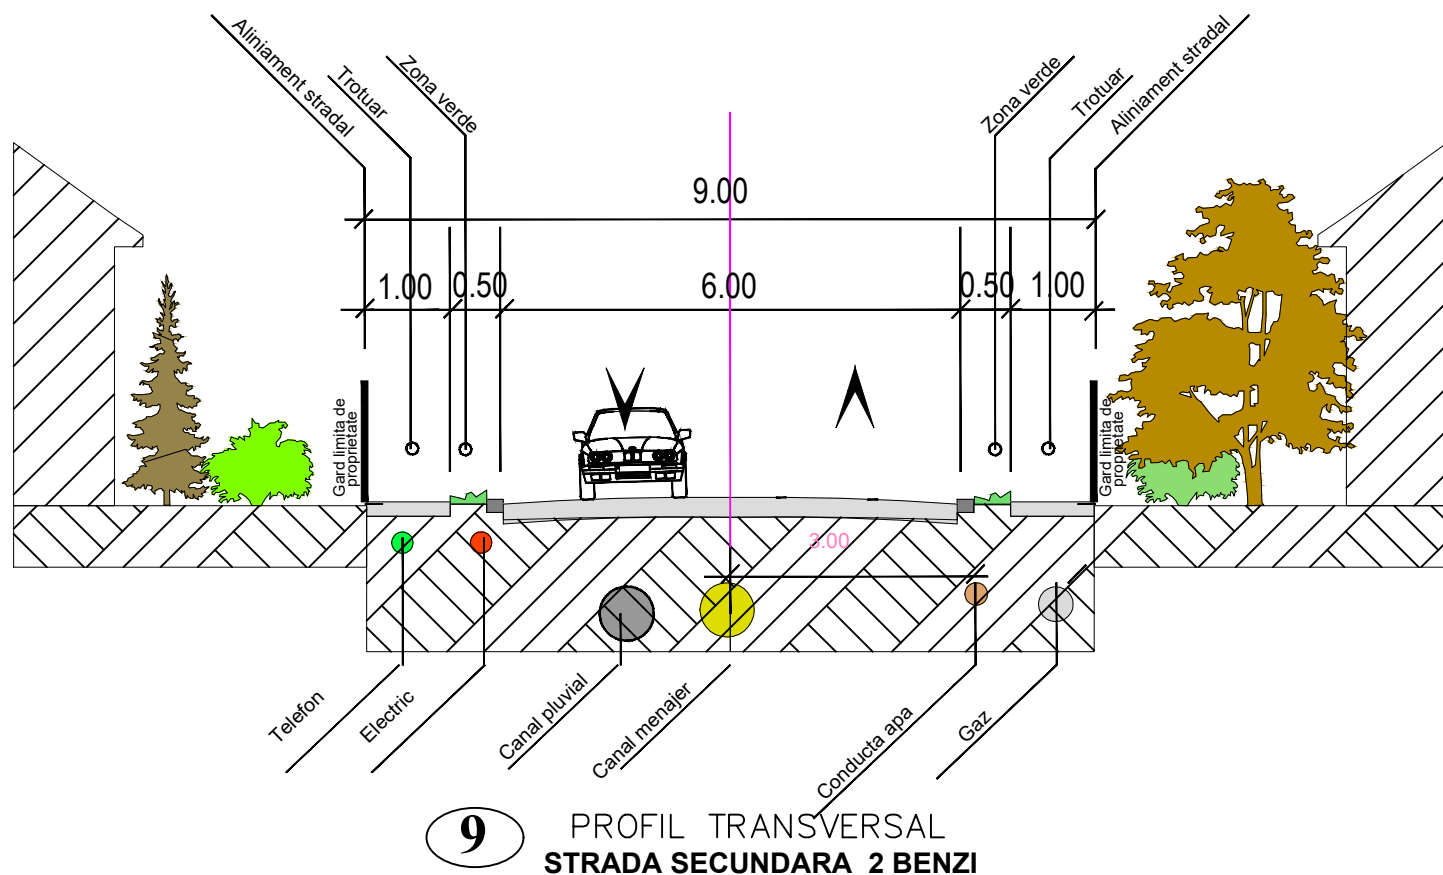 Aliniament stradal
Trotuar
Zona verde
Zona verde
Trotuar
Aliniament stradal
9.00
1.00
0.50
6.00
0.50
1.00
Gard limita de
proprietate
Gard limita de
proprietate
3.00
Telefon
Electric
Canal pluvial
Canal menajer
Conducta apa
Gaz
9
PROFIL TRANSVERSAL
STRADA SECUNDARA 2 BENZI